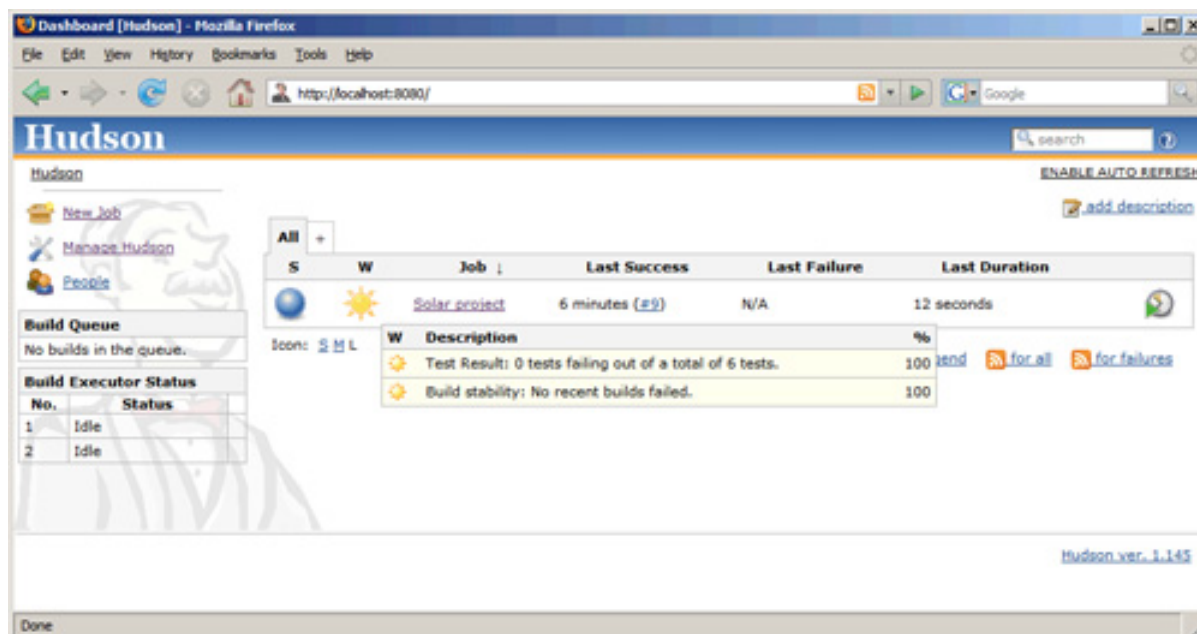 Dashboard [Hudson] - Mozilla Firefox
File Edit View History Bookmarks Tools Help
http://localhost:8080/
Google
Hudson
search
Hudson
ENABLE AUTO REFRESH
New Job
add description
Manage Hudson
People
All +
S W Job ↓ Last Success Last Failure Last Duration
Solar project 6 minutes (#9) N/A 12 seconds
Build Queue
No builds in the queue.
Icon: S M L
W Description %
Test Result: 0 tests failing out of a total of 6 tests. 100
end for all for failures
Build stability: No recent builds failed. 100
Build Executor Status
No. Status
1 Idle
2 Idle
Hudson ver. 1.145
Done